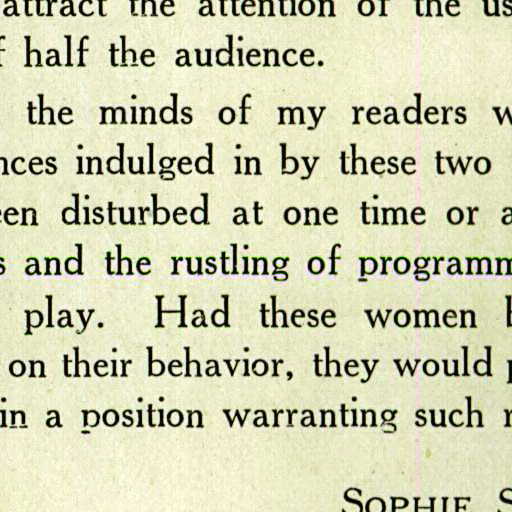 attract the attention of the us
f half the audience.
the minds of my readers w
nces indulged in by these two
een disturbed at one time or a
s and the rustling of programm
play. Had these women b
on their behavior, they would p
in a position warranting such r
SOPHIE S